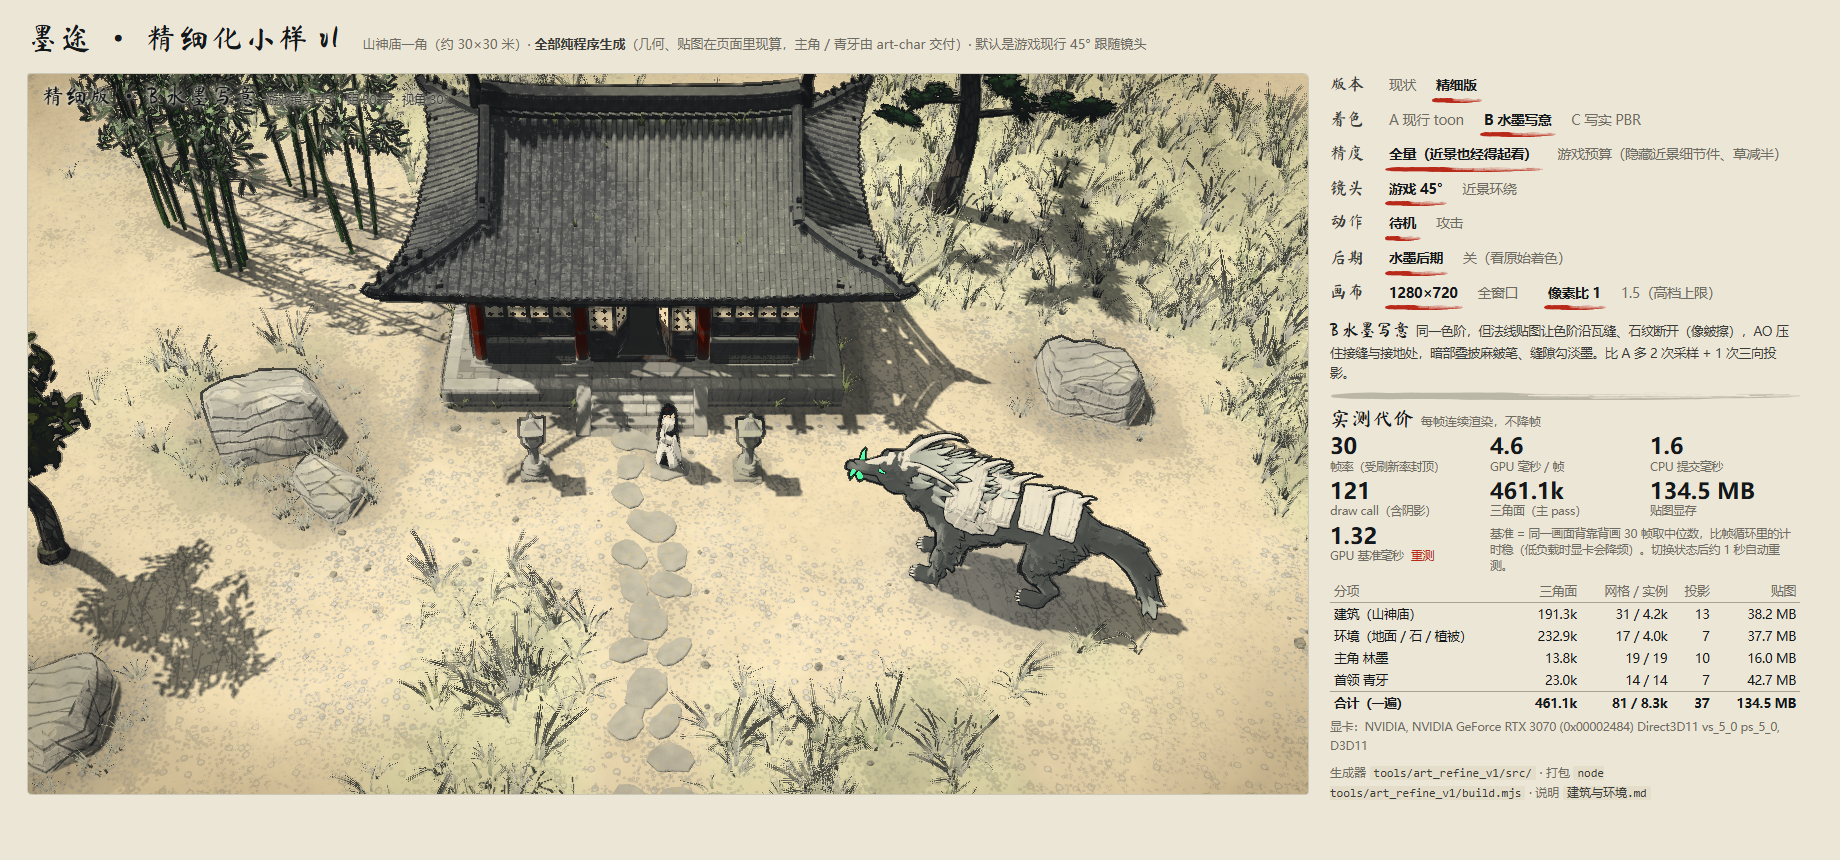 墨途 · 精细化小样 v1
山神庙一角（约 30×30 米）· 全部纯程序生成（几何、贴图在页面里现算，主角 / 青牙由 art-char 交付）· 默认是游戏现行 45° 跟随镜头
精细版 · B 水墨写意
视角 30°
版本 现状 精细版
着色 A 现行 toon B 水墨写意 C 写实 PBR
精度 全量（近景也经得起看） 游戏预算（隐藏近景细节件、草减半）
镜头 游戏 45° 近景环绕
动作 待机 攻击
后期 水墨后期 关（看原始着色）
画布 1280×720 全窗口 像素比 1 1.5（高档上限）
B 水墨写意 同一色阶，但法线贴图让色阶沿瓦缝、石纹断开（像皴擦），AO 压
住接缝与接地处，暗部叠披麻皴笔、缝隙勾淡墨。比 A 多 2 次采样 + 1 次三向投
影。
实测代价 每帧连续渲染，不降帧
30 4.6 1.6
帧率（受刷新率封顶） GPU 毫秒 / 帧 CPU 提交毫秒
121 461.1k 134.5 MB
draw call（含阴影） 三角面（主 pass） 贴图显存
1.32
GPU 基准毫秒 重测
基准 = 同一画面背靠背画 30 帧取中位数，比帧循环里的计
时稳（低负载时显卡会降频）。切换状态后约 1 秒自动重
测。
分项 三角面 网格 / 实例 投影 贴图
建筑（山神庙） 191.3k 31 / 4.2k 13 38.2 MB
环境（地面 / 石 / 植被） 232.9k 17 / 4.0k 7 37.7 MB
主角 林墨 13.8k 19 / 19 10 16.0 MB
首领 青牙 23.0k 14 / 14 7 42.7 MB
合计（一遍） 461.1k 81 / 8.3k 37 134.5 MB
显卡：NVIDIA, NVIDIA GeForce RTX 3070 (0x00002484) Direct3D11 vs_5_0 ps_5_0,
D3D11
生成器 tools/art_refine_v1/src/ · 打包 node
tools/art_refine_v1/build.mjs · 说明 建筑与环境.md